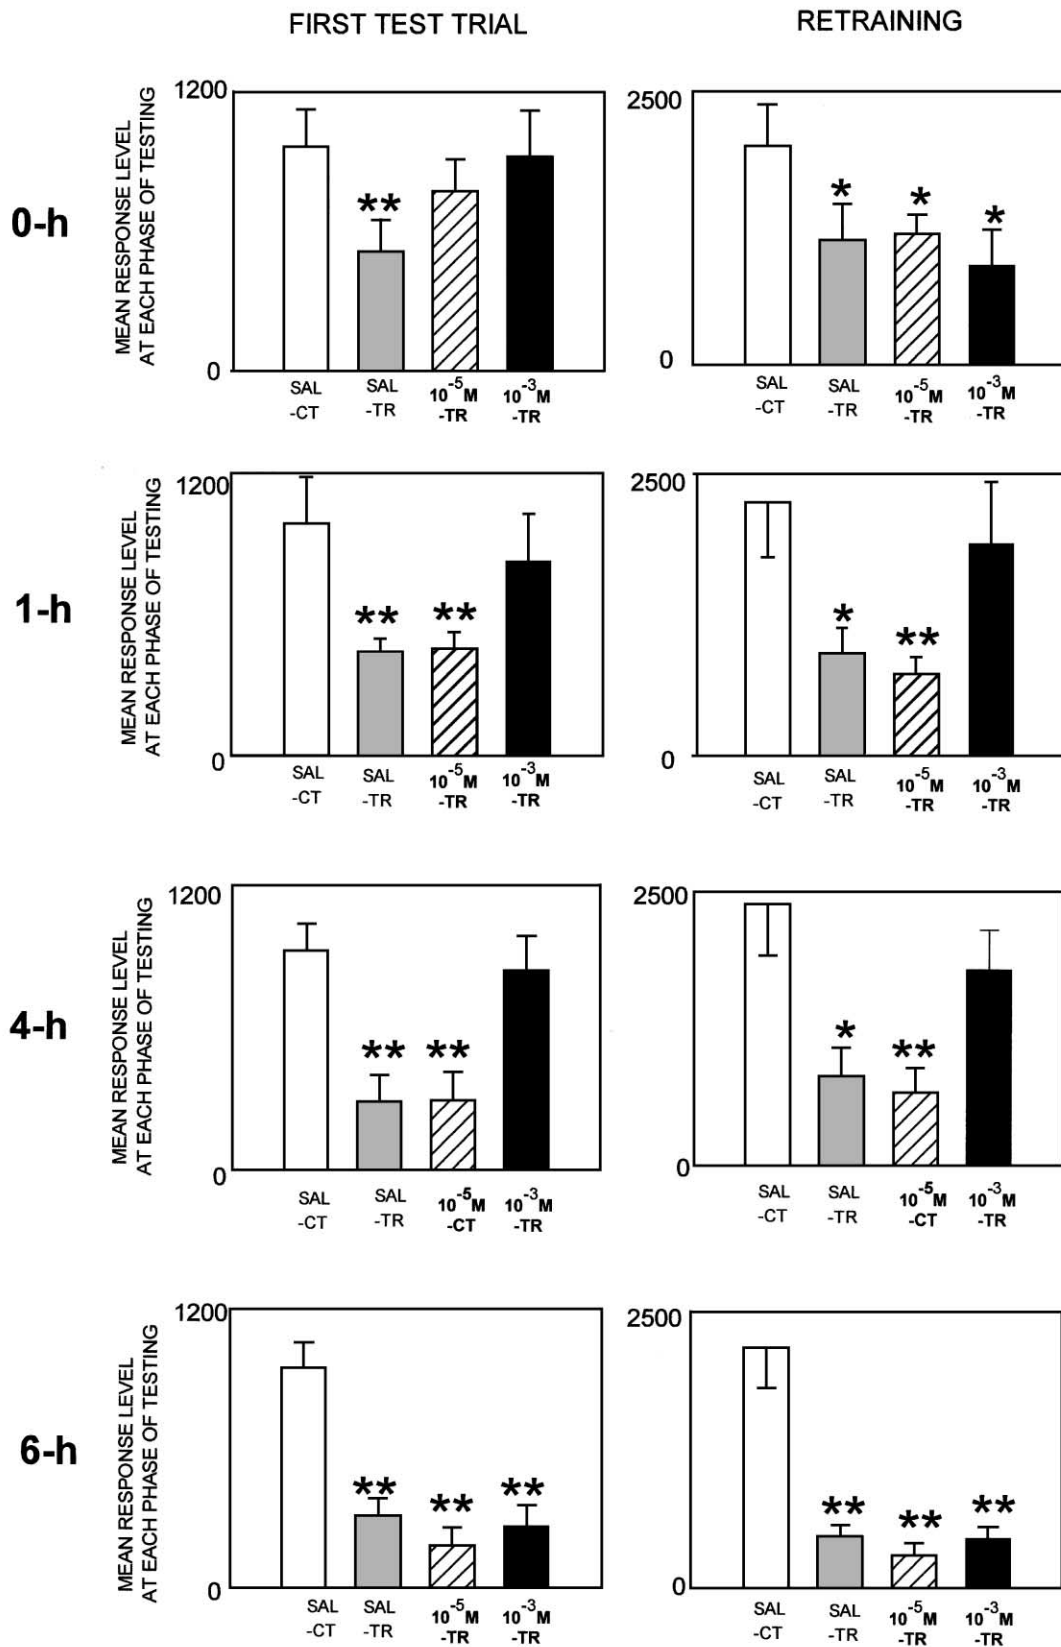 FIRST TEST TRIAL
RETRAINING
0-h
MEAN RESPONSE LEVEL
AT EACH PHASE OF TESTING
1200
0
** 
SAL -CT
SAL -TR
10⁻⁵M -TR
10⁻³M -TR
2500
0
* * *
SAL -CT
SAL -TR
10⁻⁵M -TR
10⁻³M -TR
1-h
MEAN RESPONSE LEVEL
AT EACH PHASE OF TESTING
1200
0
** **
SAL -CT
SAL -TR
10⁻⁵M -TR
10⁻³M -TR
2500
0
* **
SAL -CT
SAL -TR
10⁻⁵M -TR
10⁻³M -TR
4-h
MEAN RESPONSE LEVEL
AT EACH PHASE OF TESTING
1200
0
** **
SAL -CT
SAL -TR
10⁻⁵M -CT
10⁻³M -TR
2500
0
* **
SAL -CT
SAL -TR
10⁻⁵M -CT
10⁻³M -TR
6-h
MEAN RESPONSE LEVEL
AT EACH PHASE OF TESTING
1200
0
** ** **
SAL -CT
SAL -TR
10⁻⁵M -TR
10⁻³M -TR
2500
0
** ** **
SAL -CT
SAL -TR
10⁻⁵M -TR
10⁻³M -TR